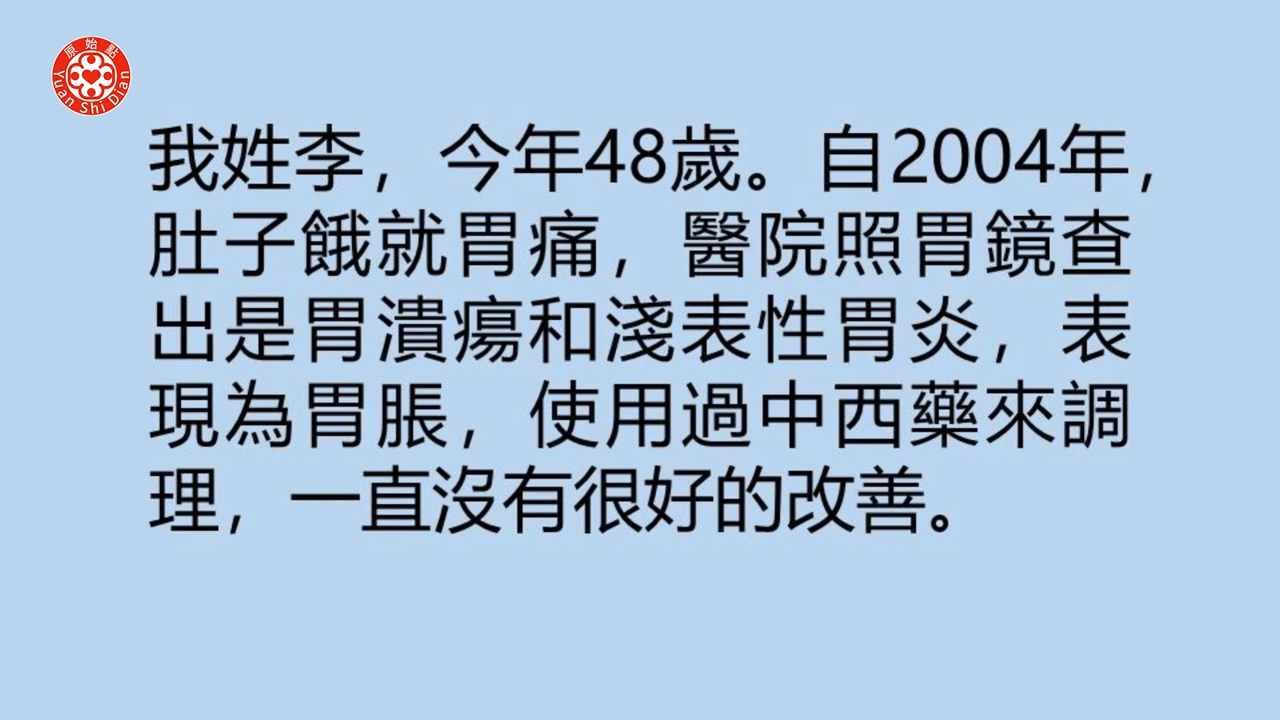 原始點
Yuan Shi Dian
我姓李，今年48歲。自2004年，
肚子餓就胃痛，醫院照胃鏡查
出是胃潰瘍和淺表性胃炎，表
現為胃脹，使用過中西藥來調
理，一直沒有很好的改善。